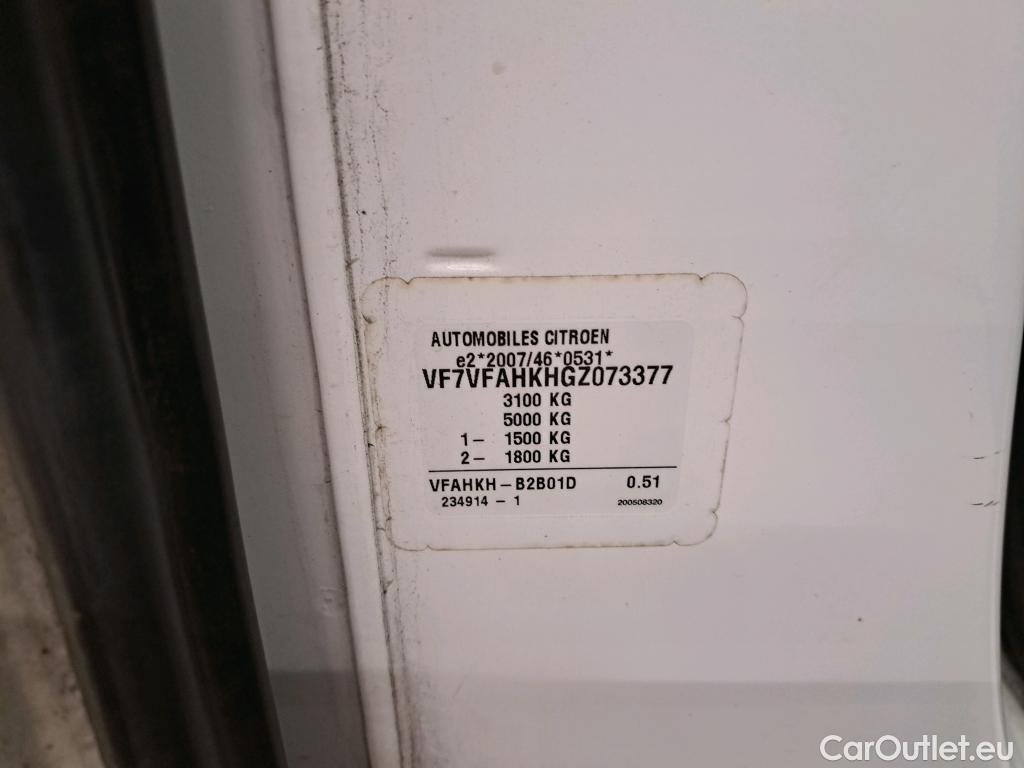 AUTOMOBILES CITROEN
e2*2007/46*0531*
VF7VFAHKHGZ073377
3100 KG
5000 KG
1- 1500 KG
2- 1800 KG
VFAHKH-B2B01D 0.51
234914 - 1 200508320
CarOutlet.eu